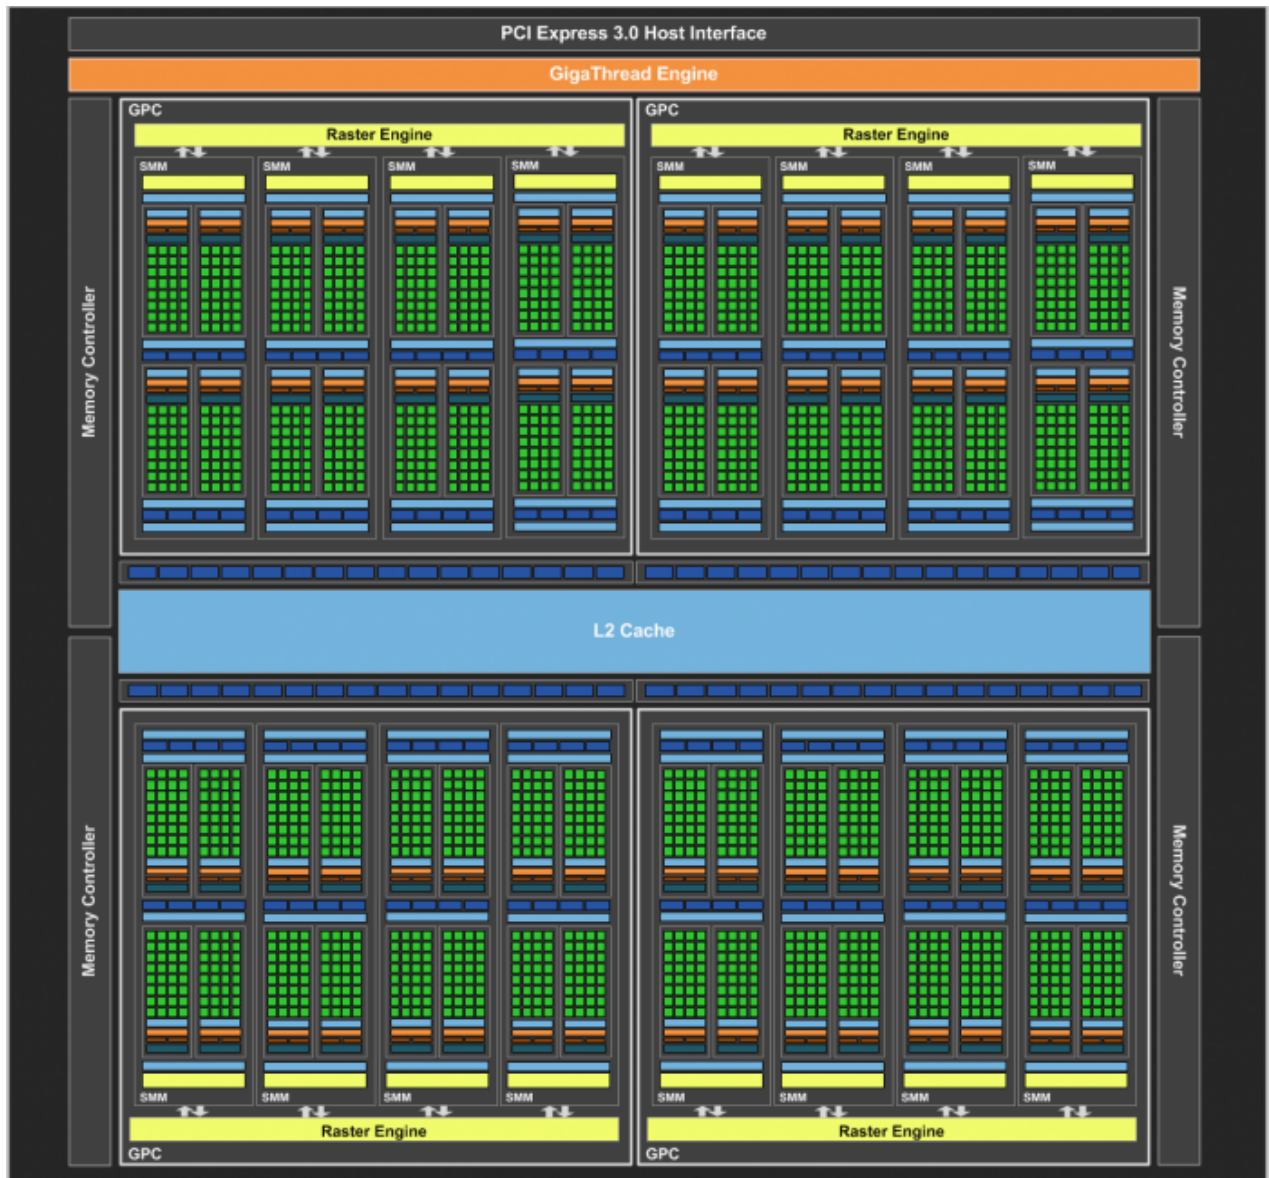 PCI Express 3.0 Host Interface
GigaThread Engine
GPC
GPC
Raster Engine
Raster Engine
SMM
SMM
SMM
SMM
SMM
SMM
SMM
SMM
Memory Controller
Memory Controller
L2 Cache
Memory Controller
Memory Controller
SMM
SMM
SMM
SMM
SMM
SMM
SMM
SMM
Raster Engine
Raster Engine
GPC
GPC